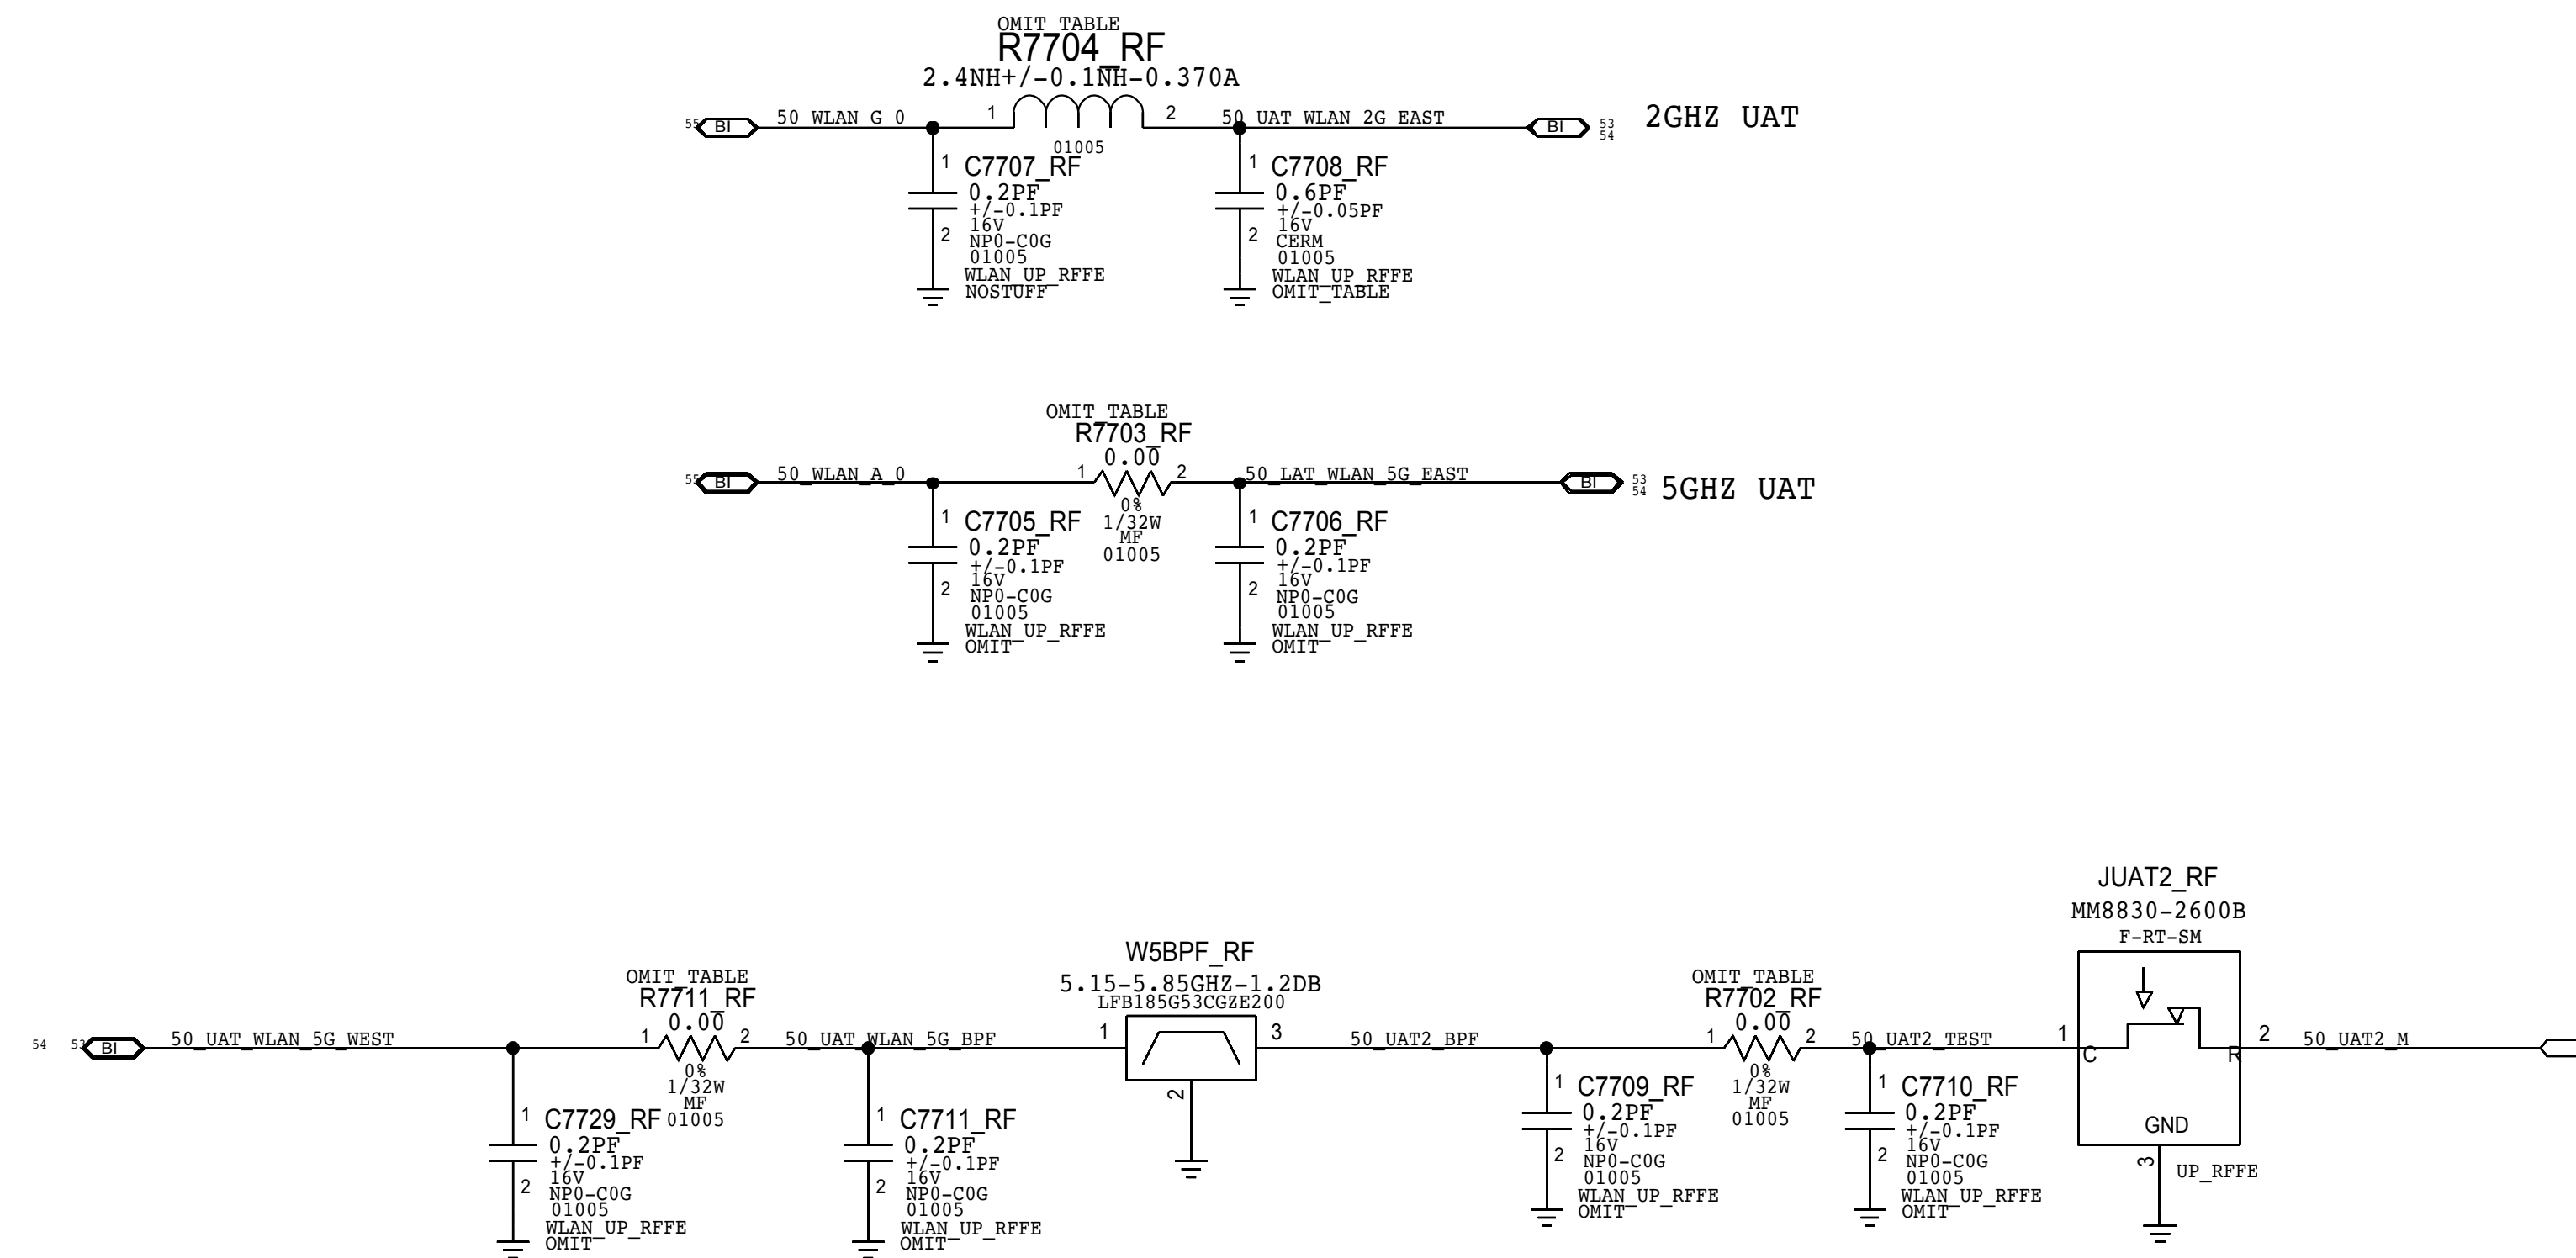 OMIT_TABLE
R7704_RF
2.4NH+/-0.1NH-0.370A
55 BI 50_WLAN_G_0 1 2 50_UAT_WLAN_2G_EAST BI 53 2GHZ UAT
54
01005
1 C7707_RF 1 C7708_RF
0.2PF 0.6PF
+/-0.1PF +/-0.05PF
16V 16V
2 NP0-C0G 2 CERM
01005 01005
WLAN_UP_RFFE WLAN_UP_RFFE
NOSTUFF OMIT_TABLE
OMIT_TABLE
R7703_RF
0.00
55 BI 50_WLAN_A_0 1 2 50_LAT_WLAN_5G_EAST BI 53 5GHZ UAT
54
0%
1/32W
MF
01005
1 C7705_RF 1 C7706_RF
0.2PF 0.2PF
+/-0.1PF +/-0.1PF
16V 16V
2 NP0-C0G 2 NP0-C0G
01005 01005
WLAN_UP_RFFE WLAN_UP_RFFE
OMIT OMIT
JUAT2_RF
MM8830-2600B
F-RT-SM
W5BPF_RF
5.15-5.85GHZ-1.2DB
LFB185G53CGZE200
OMIT_TABLE OMIT_TABLE
R7711_RF R7702_RF
0.00 0.00
54 53 BI 50_UAT_WLAN_5G_WEST 1 2 50_UAT_WLAN_5G_BPF 1 3 50_UAT2_BPF 1 2 50_UAT2_TEST 1 C R 2 50_UAT2_M
0% 2 0%
1/32W 1/32W
MF MF
01005 01005
1 C7729_RF 1 C7711_RF 1 C7709_RF 1 C7710_RF GND
0.2PF 0.2PF 0.2PF 0.2PF
+/-0.1PF +/-0.1PF +/-0.1PF +/-0.1PF
16V 16V 16V 16V
2 NP0-C0G 2 NP0-C0G 2 NP0-C0G 2 NP0-C0G 3 UP_RFFE
01005 01005 01005 01005
WLAN_UP_RFFE WLAN_UP_RFFE WLAN_UP_RFFE WLAN_UP_RFFE
OMIT OMIT OMIT OMIT